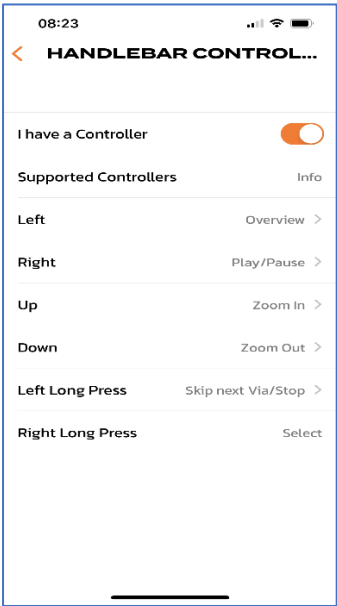 08:23
HANDLEBAR CONTROL...
I have a Controller
Supported Controllers Info
Left Overview >
Right Play/Pause >
Up Zoom In >
Down Zoom Out >
Left Long Press Skip next Via/Stop >
Right Long Press Select